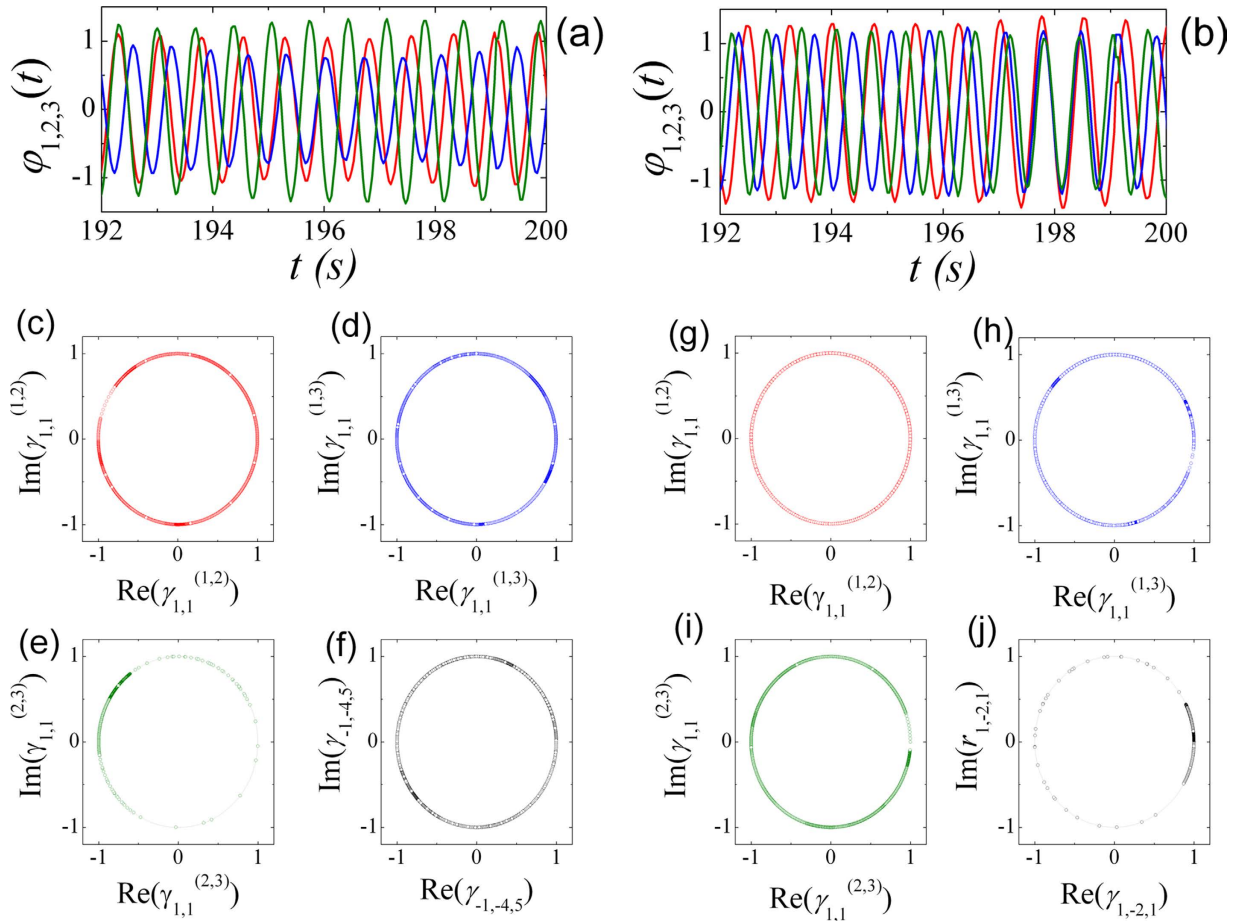 (a)
φ1,2,3(t)
1
0
-1
192 194 196 198 200
t (s)
(b)
φ1,2,3(t)
1
0
-1
192 194 196 198 200
t (s)
(c)
Im(γ1,1(1,2))
1
0
-1
-1 0 1
Re(γ1,1(1,2))
(d)
Im(γ1,1(1,3))
1
0
-1
-1 0 1
Re(γ1,1(1,3))
(g)
Im(γ1,1(1,2))
1
0
-1
-1 0 1
Re(γ1,1(1,2))
(h)
Im(γ1,1(1,3))
1
0
-1
-1 0 1
Re(γ1,1(1,3))
(e)
Im(γ1,1(2,3))
1
0
-1
-1 0 1
Re(γ1,1(2,3))
(f)
Im(γ-1,-4,5)
1
0
-1
-1 0 1
Re(γ-1,-4,5)
(i)
Im(γ1,1(2,3))
1
0
-1
-1 0 1
Re(γ1,1(2,3))
(j)
Im(r1,-2,1)
1
0
-1
-1 0 1
Re(γ1,-2,1)